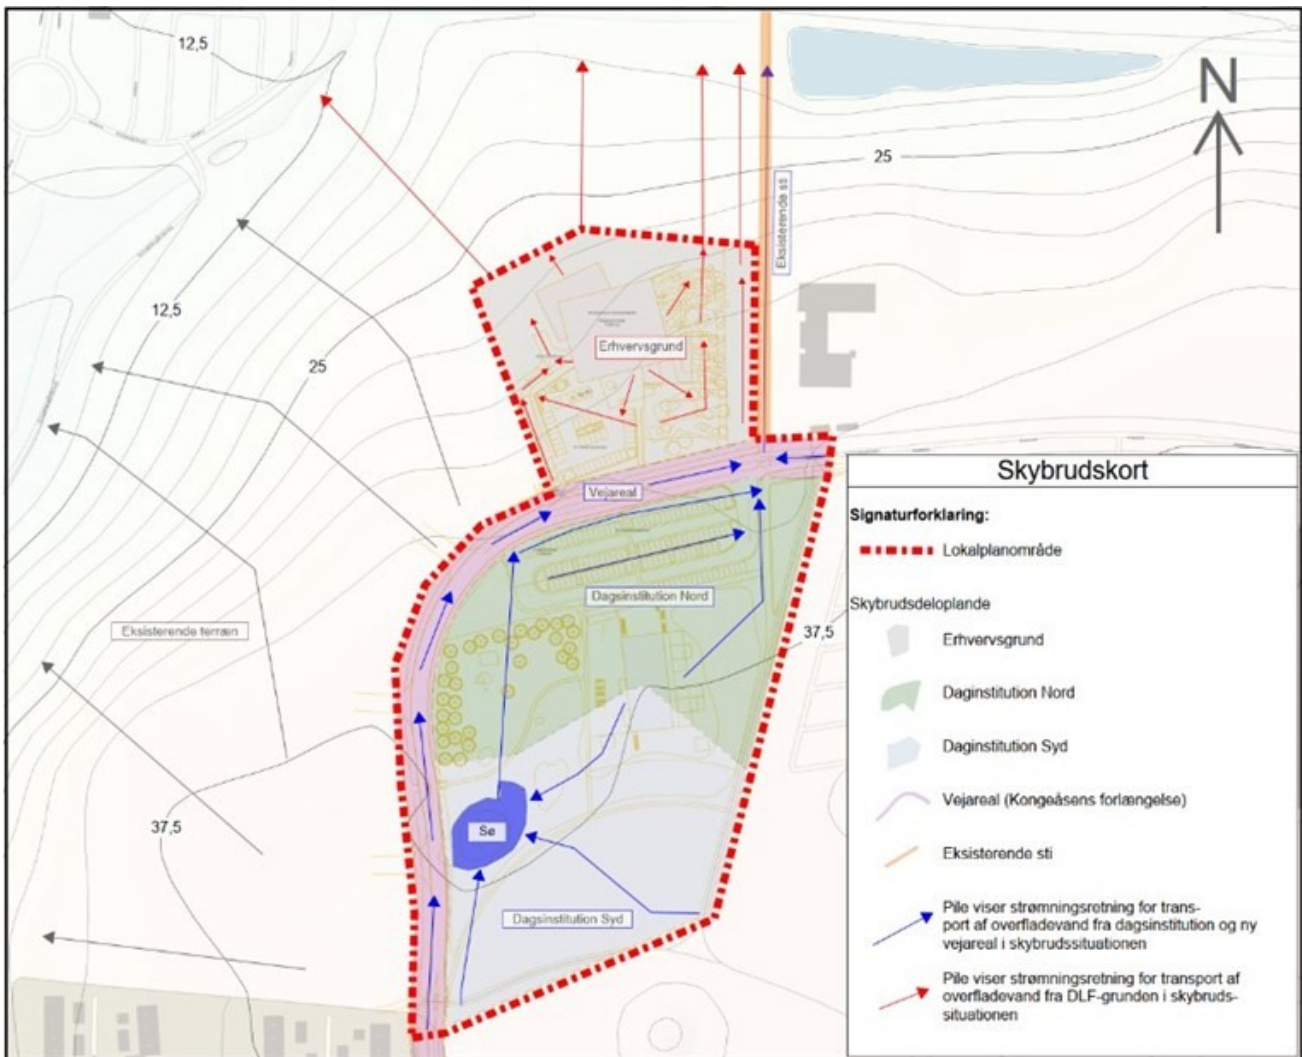 12,5
N
25
Eksisterende sti
12,5
25
Erhvervsgrund
Vejareal
Dagsinstitution Nord
Eksisterende terræn
37,5
37,5
Sø
Dagsinstitution Syd
Skybrudskort
Signaturforklaring:
Lokalplanområde
Skybrudsdeloplande
Erhvervsgrund
Daginstitution Nord
Daginstitution Syd
Vejareal (Kongeåsens forlængelse)
Eksisterende sti
Pile viser strømningsretning for trans-
port af overfladevand fra dagsinstitution og ny
vejareal i skybrudssituationen
Pile viser strømningsretning for transport af
overfladevand fra DLF-grunden i skybruds-
situationen